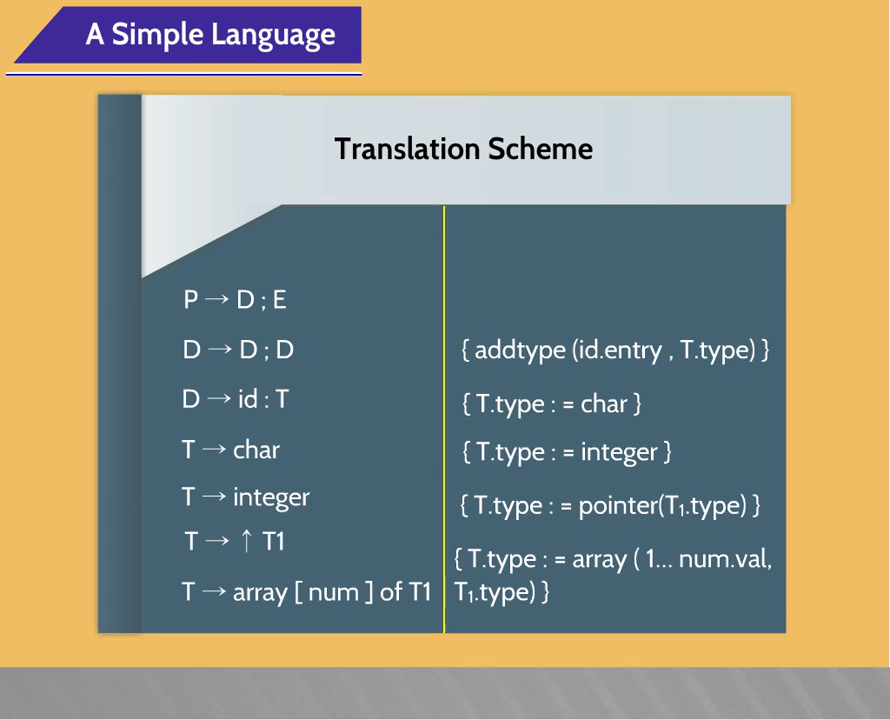 A Simple Language
Translation Scheme
P → D ; E
D → D ; D
{ addtype (id.entry , T.type) }
D → id : T
{ T.type : = char }
T → char
{ T.type : = integer }
T → integer
{ T.type : = pointer(T₁.type) }
T → ↑ T1
{ T.type : = array ( 1... num.val,
T → array [ num ] of T1
T₁.type) }